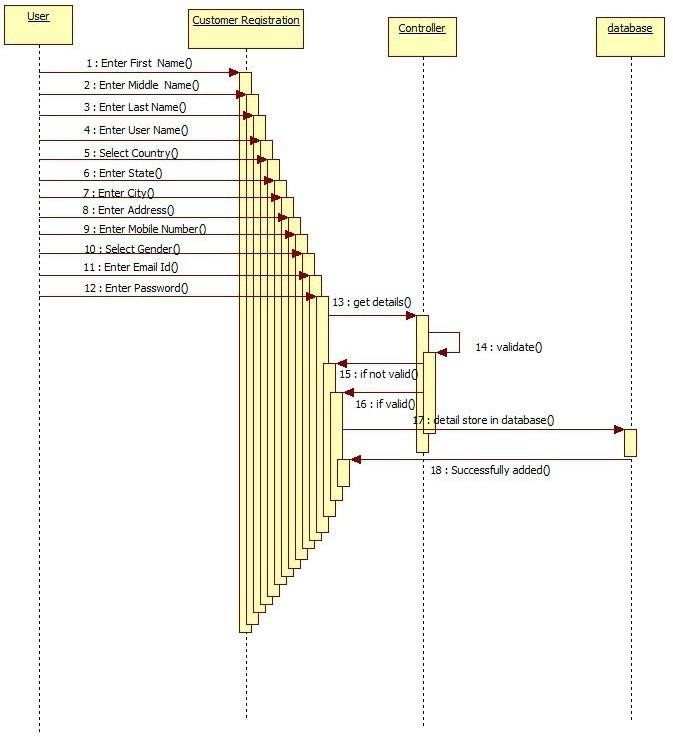 User
Customer Registration
Controller
database
1 : Enter First Name()
2 : Enter Middle Name()
3 : Enter Last Name()
4 : Enter User Name()
5 : Select Country()
6 : Enter State()
7 : Enter City()
8 : Enter Address()
9 : Enter Mobile Number()
10 : Select Gender()
11 : Enter Email Id()
12 : Enter Password()
13 : get details()
14 : validate()
15 : if not valid()
16 : if valid()
17 : detail store in database()
18 : Successfully added()